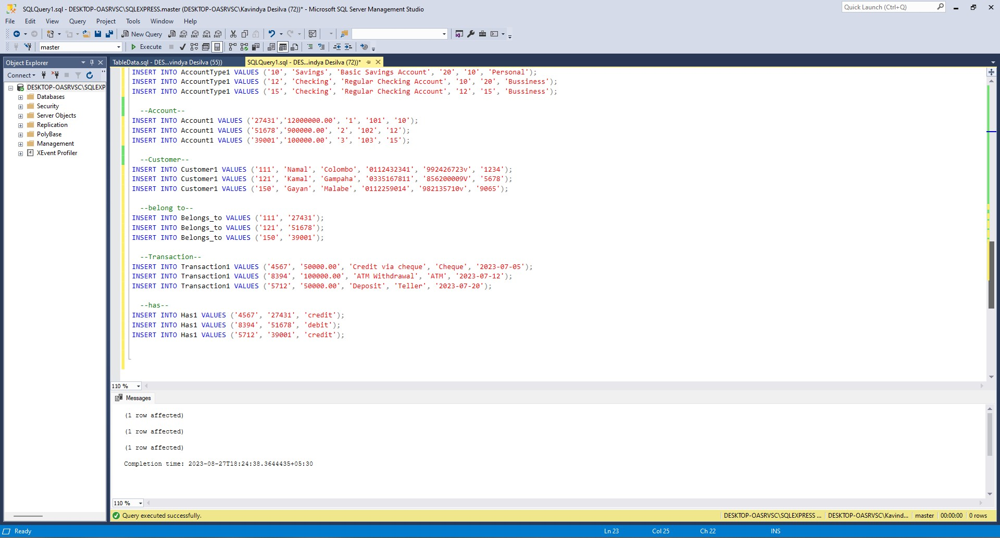 SQLQuery1.sql - DESKTOP-OASRVSC\SQLEXPRESS.master (DESKTOP-OASRVSC\Kavindya Desilva (72))* - Microsoft SQL Server Management Studio
Quick Launch (Ctrl+Q)
File Edit View Query Project Tools Window Help
New Query
MDX DMX XMLA DAX
master
Execute
Object Explorer
TableData.sql - DES...vindya Desilva (55))
SQLQuery1.sql - DES...indya Desilva (72))*
Connect
DESKTOP-OASRVSC\SQLEXP
Databases
Security
Server Objects
Replication
PolyBase
Management
XEvent Profiler
INSERT INTO AccountType1 VALUES ('10', 'Savings', 'Basic Savings Account', '20', '10', 'Personal');
INSERT INTO AccountType1 VALUES ('12', 'Checking', 'Regular Checking Account', '10', '20', 'Bussiness');
INSERT INTO AccountType1 VALUES ('15', 'Checking', 'Regular Checking Account', '12', '15', 'Bussiness');
--Account--
INSERT INTO Account1 VALUES ('27431','12000000.00', '1', '101', '10');
INSERT INTO Account1 VALUES ('51678','900000.00', '2', '102', '12');
INSERT INTO Account1 VALUES ('39001','100000.00', '3', '103', '15');
--Customer--
INSERT INTO Customer1 VALUES ('111', 'Namal', 'Colombo', '0112432341', '992426723v', '1234');
INSERT INTO Customer1 VALUES ('121', 'Kamal', 'Gampaha', '0335167811', '856200009V', '5678');
INSERT INTO Customer1 VALUES ('150', 'Gayan', 'Malabe', '0112259014', '982135710v', '9065');
--belong to--
INSERT INTO Belongs_to VALUES ('111', '27431');
INSERT INTO Belongs_to VALUES ('121', '51678');
INSERT INTO Belongs_to VALUES ('150', '39001');
--Transaction--
INSERT INTO Transaction1 VALUES ('4567', '50000.00', 'Credit via cheque', 'Cheque', '2023-07-05');
INSERT INTO Transaction1 VALUES ('8394', '100000.00', 'ATM Withdrawal', 'ATM', '2023-07-12');
INSERT INTO Transaction1 VALUES ('5712', '50000.00', 'Deposit', 'Teller', '2023-07-20');
--has--
INSERT INTO Has1 VALUES ('4567', '27431', 'credit');
INSERT INTO Has1 VALUES ('8394', '51678', 'debit');
INSERT INTO Has1 VALUES ('5712', '39001', 'credit');
110 %
Messages
(1 row affected)
(1 row affected)
(1 row affected)
Completion time: 2023-08-27T18:24:38.3644435+05:30
110 %
Query executed successfully.
DESKTOP-OASRVSC\SQLEXPRESS ... DESKTOP-OASRVSC\Kavind... master 00:00:00 0 rows
Ready
Ln 23 Col 25 Ch 22 INS